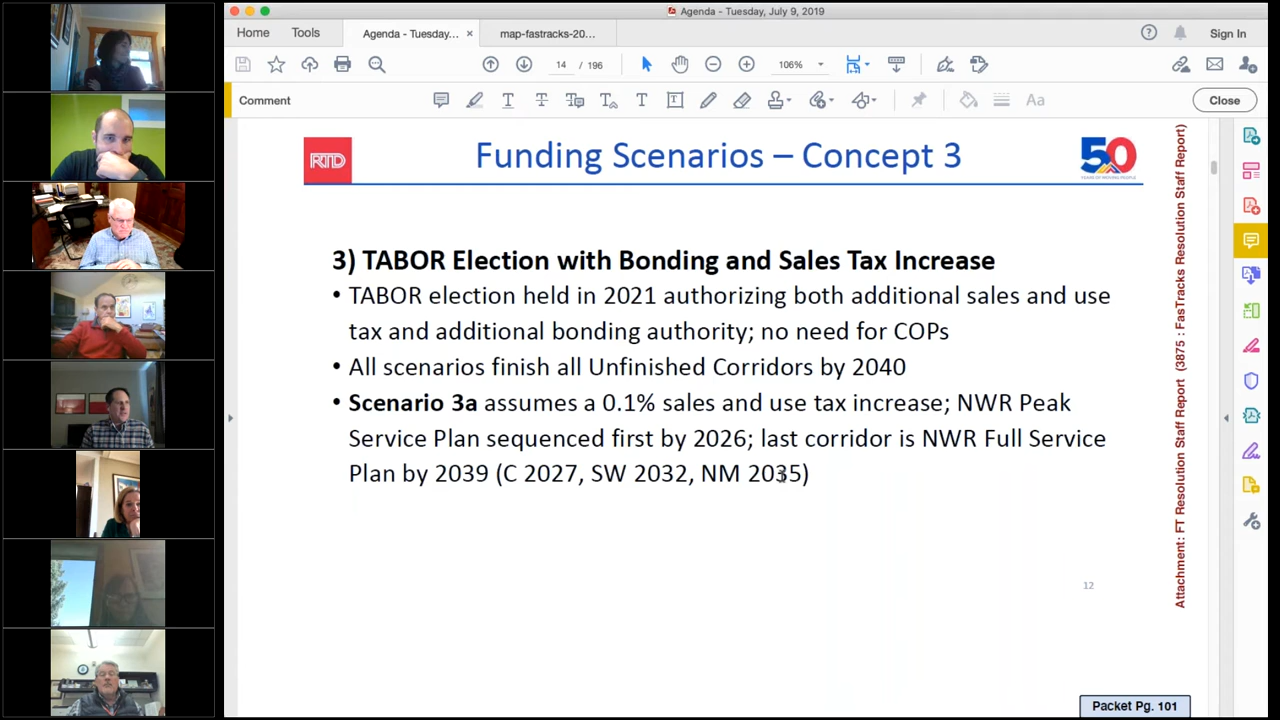 Agenda - Tuesday, July 9, 2019
Home
Tools
Agenda - Tuesday... ×
map-fastracks-20...
Sign In
14 / 196
106%
Comment
Close
RTD
Funding Scenarios – Concept 3
50
3) TABOR Election with Bonding and Sales Tax Increase
• TABOR election held in 2021 authorizing both additional sales and use
tax and additional bonding authority; no need for COPs
• All scenarios finish all Unfinished Corridors by 2040
• Scenario 3a assumes a 0.1% sales and use tax increase; NWR Peak
Service Plan sequenced first by 2026; last corridor is NWR Full Service
Plan by 2039 (C 2027, SW 2032, NM 2035)
12
Attachment: FT Resolution Staff Report (3875 : FasTracks Resolution Staff Report)
Packet Pg. 101